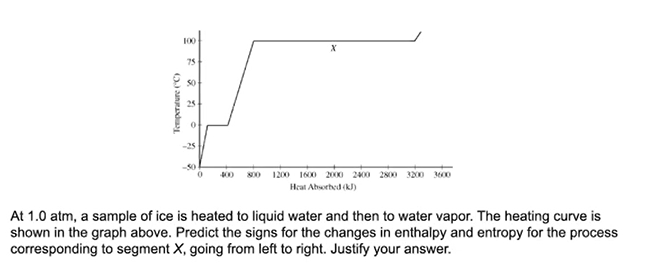 100
X
75
50
25
0
-25
-50
Temperature (°C)
0 400 800 1200 1600 2000 2400 2800 3200 3600
Heat Absorbed (kJ)
At 1.0 atm, a sample of ice is heated to liquid water and then to water vapor. The heating curve is
shown in the graph above. Predict the signs for the changes in enthalpy and entropy for the process
corresponding to segment X, going from left to right. Justify your answer.